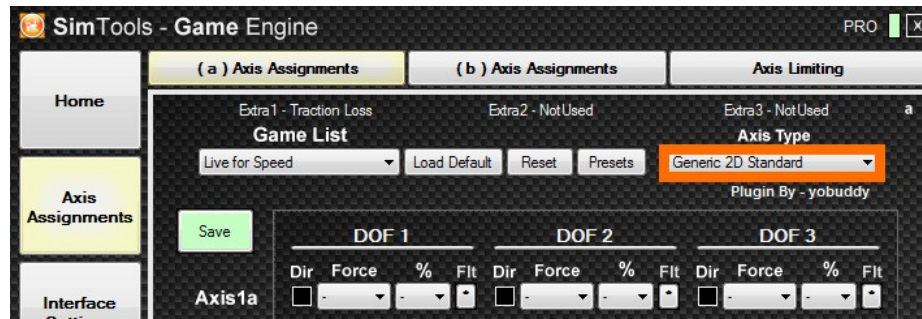 SimTools - Game Engine PRO X
( a ) Axis Assignments ( b ) Axis Assignments Axis Limiting
Home
Extra1 - Traction Loss Extra2 - NotUsed Extra3 - NotUsed a
Game List Axis Type
Live for Speed Load Default Reset Presets Generic 2D Standard
Plugin By - yobuddy
Axis
Assignments
Save DOF 1 DOF 2 DOF 3
Dir Force % Flt Dir Force % Flt Dir Force % Flt
Axis1a - - * - - * - - *
Interface